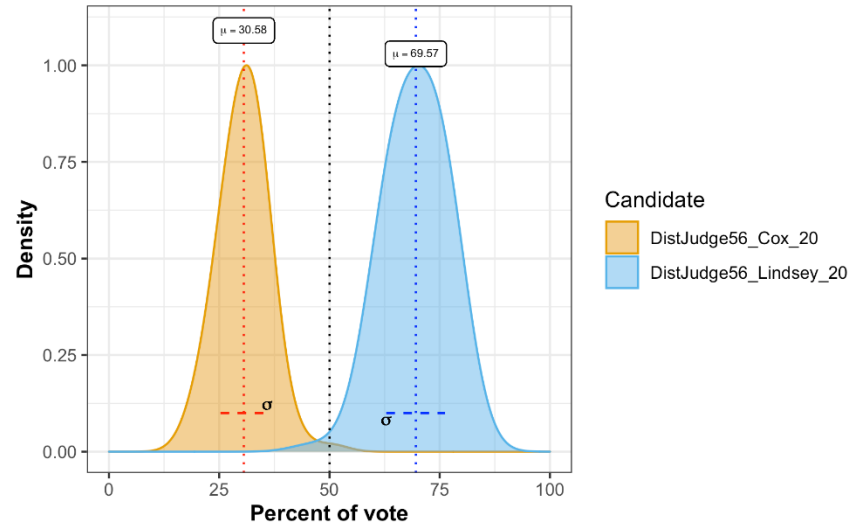 μ = 30.58
μ = 69.57
1.00
0.75
0.50
0.25
0.00
σ
σ
0 25 50 75 100
Percent of vote
Density
Candidate
DistJudge56_Cox_20
DistJudge56_Lindsey_20